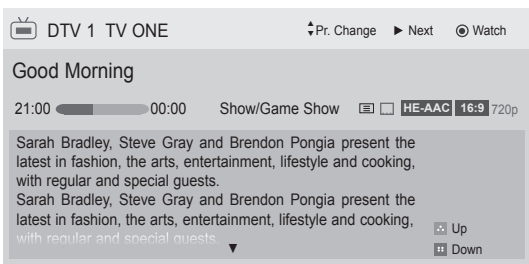 DTV 1 TV ONE
Pr. Change
Next
Watch
Good Morning
21:00 00:00 Show/Game Show HE-AAC 16:9 720p
Sarah Bradley, Steve Gray and Brendon Pongia present the
latest in fashion, the arts, entertainment, lifestyle and cooking,
with regular and special guests.
Sarah Bradley, Steve Gray and Brendon Pongia present the
latest in fashion, the arts, entertainment, lifestyle and cooking,
with regular and special guests.
Up
Down